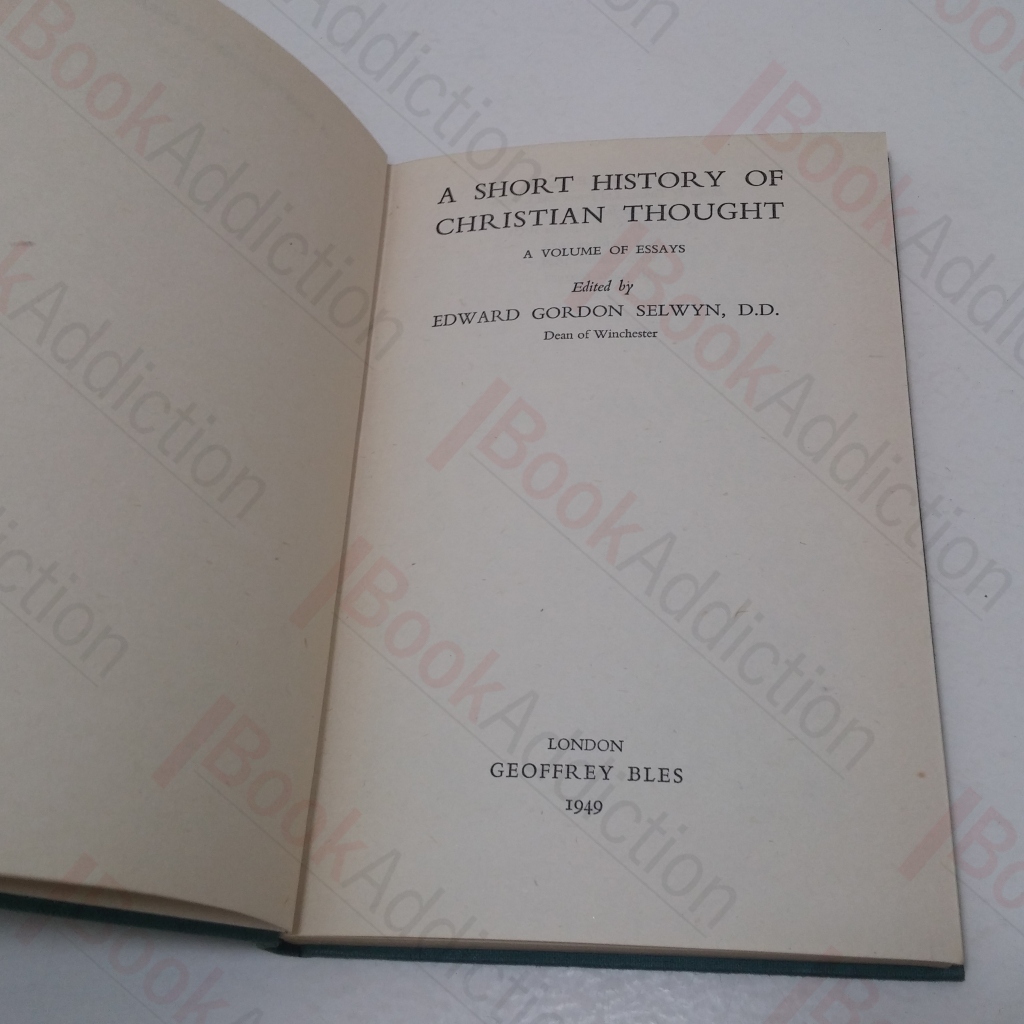 A SHORT HISTORY OF
CHRISTIAN THOUGHT
A VOLUME OF ESSAYS
Edited by
EDWARD GORDON SELWYN, D.D.
Dean of Winchester
LONDON
GEOFFREY BLES
1949
BookAddiction